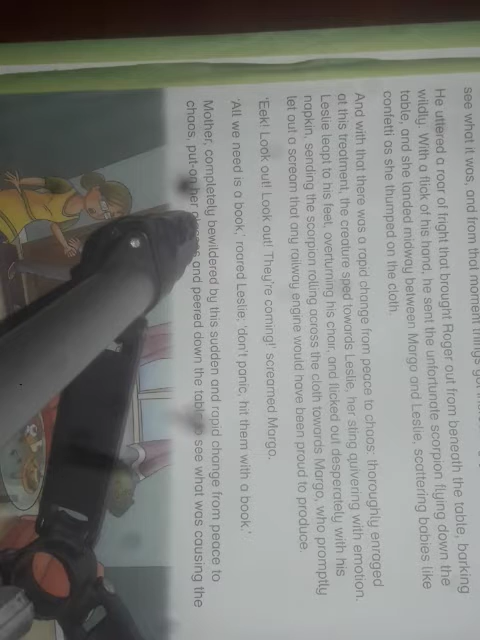 see what it was, and from that moment things
He uttered a roar of fright that brought Roger out from beneath the table, barking
wildly. With a flick of his hand, he sent the unfortunate scorpion flying down the
table, and she landed midway between Margo and Leslie, scattering babies like
confetti as she thumped on the cloth.
And with that there was a rapid change from peace to chaos; thoroughly enraged
at this treatment, the creature sped towards Leslie, her sting quivering with emotion.
Leslie leapt to his feet, overturning his chair, and flicked out desperately with his
napkin, sending the scorpion rolling across the cloth towards Margo, who promptly
let out a scream that any railway engine would have been proud to produce.
'Eek! Look out! Look out! They're coming!' screamed Margo.
'All we need is a book,' roared Leslie; 'don't panic, hit them with a book.'
Mother, completely bewildered by this sudden and rapid change from peace to
chaos, put on her and peered down the see what was causing the